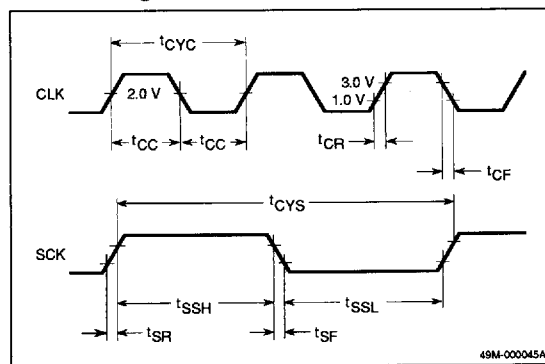 tCYC
CLK
2.0 V
3.0 V
1.0 V
tCC
tCC
tCR
tCF
tCYS
SCK
tSSH
tSSL
tSR
tSF
49M-000045A